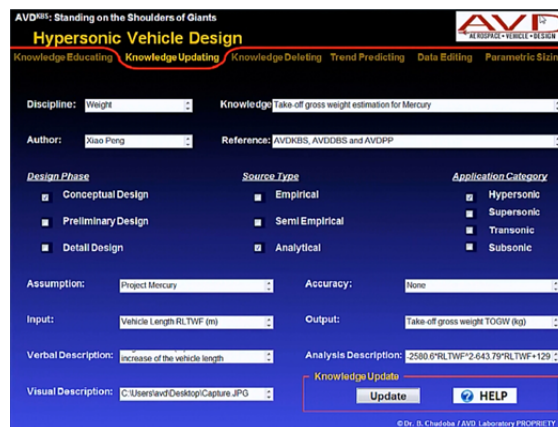 AVDKBS: Standing on the Shoulders of Giants
AVD
AEROSPACE • VEHICLE • DESIGN
Hypersonic Vehicle Design
Knowledge Educating Knowledge Updating Knowledge Deleting Trend Predicting Data Editing Parametric Sizin
Discipline: Weight Knowledge Take-off gross weight estimation for Mercury
Author: Xiao Peng Reference: AVDKBS, AVDDBS and AVDPP
Design Phase Source Type Application Category
Conceptual Design Empirical Hypersonic
Preliminary Design Semi Empirical Supersonic
Transonic
Detail Design Analytical Subsonic
Assumption: Project Mercury Accuracy: None
Input: Vehicle Length RLTWF (m) Output: Take-off gross weight TOGW (kg)
Verbal Description: increase of the vehicle length Analysis Description: -2580.6*RLTWF^2-643.79*RLTWF+129
Visual Description: C:\Users\avd\Desktop\Capture.JPG
Knowledge Update
Update HELP
© Dr. B. Chudoba / AVD Laboratory PROPRIETY